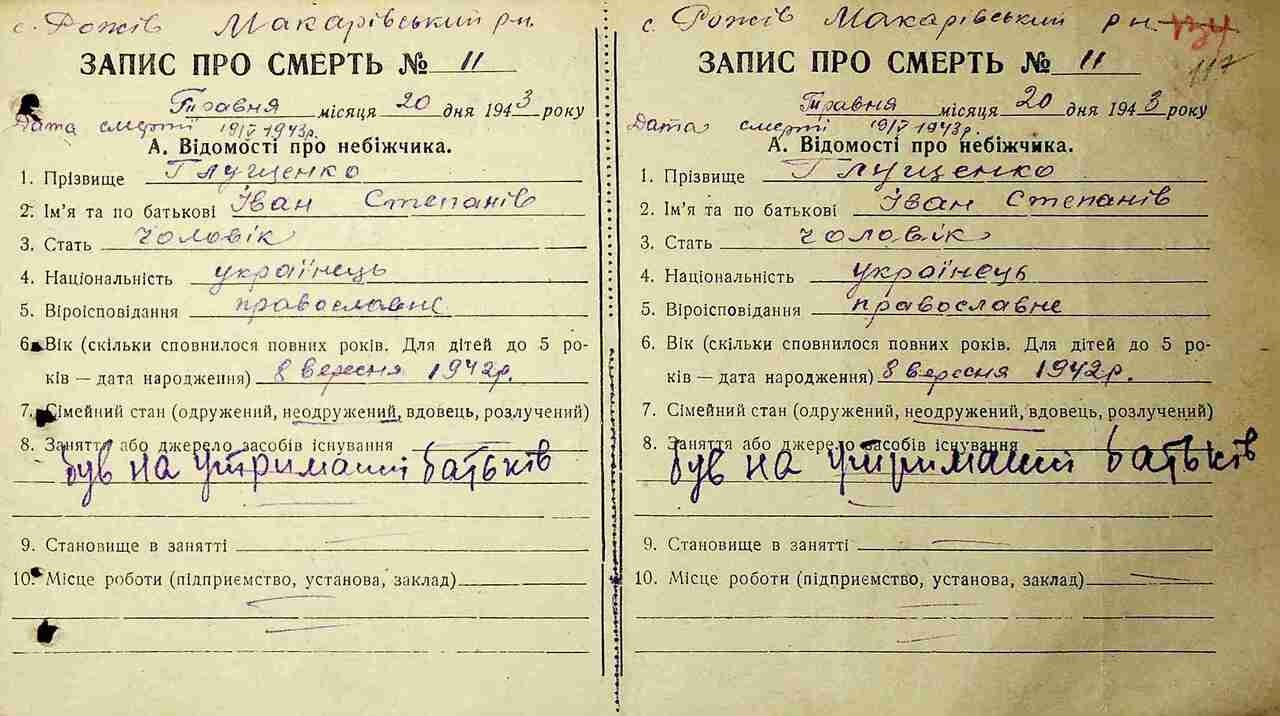 с. Рожів Макарівський р-н.
ЗАПИС ПРО СМЕРТЬ № 11
Травня місяця 20 дня 1943 року
Дата смерті 19/V 1943р.
А. Відомості про небіжчика.
1. Прізвище Глущенко
2. Ім'я та по батькові Іван Степанів
3. Стать чоловік
4. Національність українець
5. Віроісповідання православне
6. Вік (скільки сповнилося повних років. Для дітей до 5 ро-
ків — дата народження) 8 вересня 1942р.
7. Сімейний стан (одружений, неодружений, вдовець, розлучений)
8. Заняття або джерело засобів існування
був на утриманні батьків
9. Становище в занятті
10. Місце роботи (підприємство, установа, заклад)
с. Рожів Макарівський р-н. 134
117
ЗАПИС ПРО СМЕРТЬ № 11
Травня місяця 20 дня 1943 року
Дата смерті 19/V 1943р.
А. Відомості про небіжчика.
1. Прізвище Глущенко
2. Ім'я та по батькові Іван Степанів
3. Стать чоловік
4. Національність українець
5. Віроісповідання православне
6. Вік (скільки сповнилося повних років. Для дітей до 5 ро-
ків — дата народження) 8 вересня 1942р.
7. Сімейний стан (одружений, неодружений, вдовець, розлучений)
8. Заняття або джерело засобів існування
був на утриманні батьків
9. Становище в занятті
10. Місце роботи (підприємство, установа, заклад)